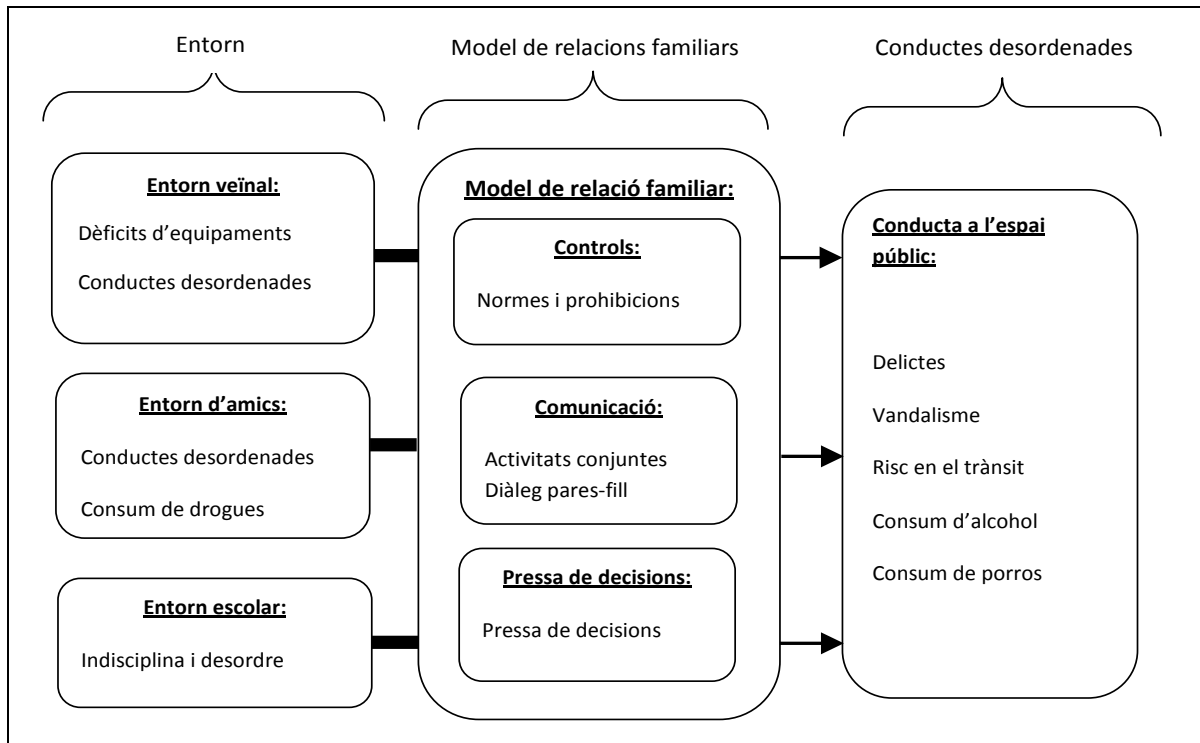 Entorn
Model de relacions familiars
Conductes desordenades
Entorn veïnal:
Dèficits d’equipaments
Conductes desordenades
Entorn d’amics:
Conductes desordenades
Consum de drogues
Entorn escolar:
Indisciplina i desordre
Model de relació familiar:
Controls:
Normes i prohibicions
Comunicació:
Activitats conjuntes
Diàleg pares-fill
Pressa de decisions:
Pressa de decisions
Conducta a l’espai
públic:
Delictes
Vandalisme
Risc en el trànsit
Consum d’alcohol
Consum de porros